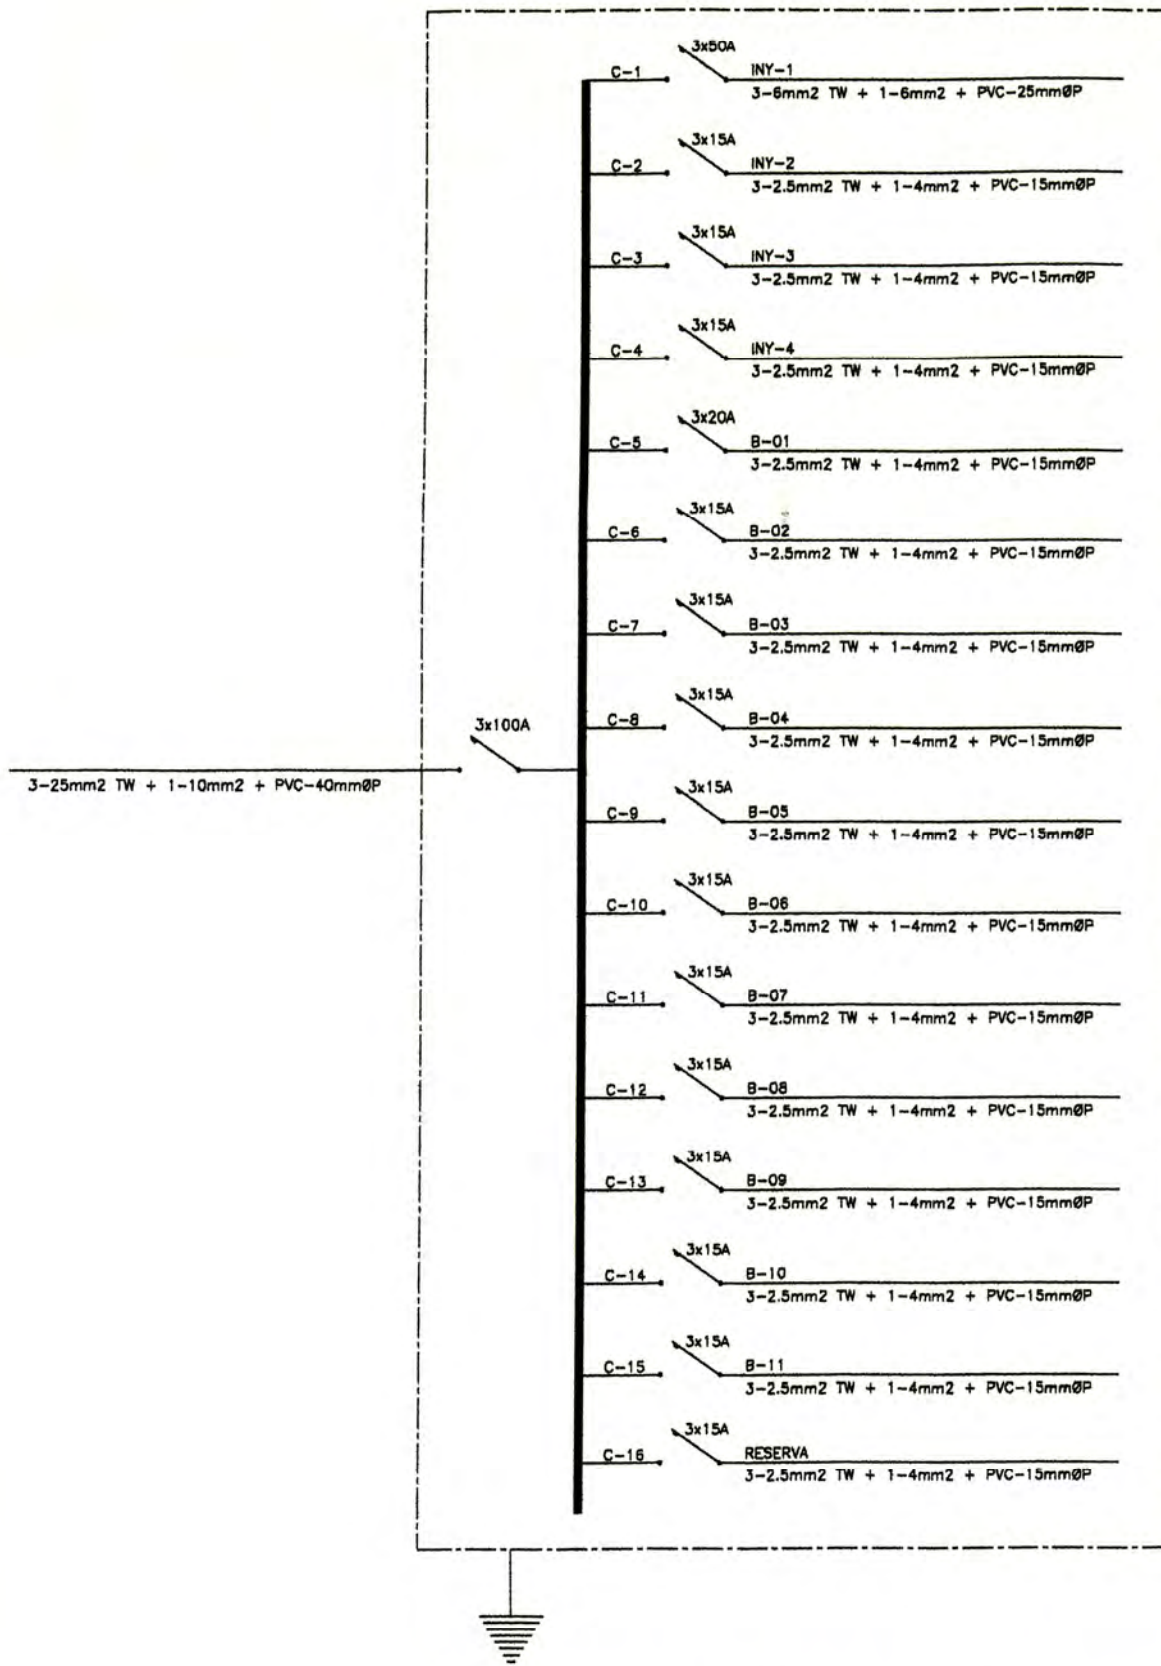 3x50A
C-1 INY-1
3-6mm2 TW + 1-6mm2 + PVC-25mmØP
3x15A
C-2 INY-2
3-2.5mm2 TW + 1-4mm2 + PVC-15mmØP
3x15A
C-3 INY-3
3-2.5mm2 TW + 1-4mm2 + PVC-15mmØP
3x15A
C-4 INY-4
3-2.5mm2 TW + 1-4mm2 + PVC-15mmØP
3x20A
C-5 B-01
3-2.5mm2 TW + 1-4mm2 + PVC-15mmØP
3x15A
C-6 B-02
3-2.5mm2 TW + 1-4mm2 + PVC-15mmØP
3x15A
C-7 B-03
3-2.5mm2 TW + 1-4mm2 + PVC-15mmØP
3x15A
C-8 B-04
3-2.5mm2 TW + 1-4mm2 + PVC-15mmØP
3x100A
3-25mm2 TW + 1-10mm2 + PVC-40mmØP
3x15A
C-9 B-05
3-2.5mm2 TW + 1-4mm2 + PVC-15mmØP
3x15A
C-10 B-06
3-2.5mm2 TW + 1-4mm2 + PVC-15mmØP
3x15A
C-11 B-07
3-2.5mm2 TW + 1-4mm2 + PVC-15mmØP
3x15A
C-12 B-08
3-2.5mm2 TW + 1-4mm2 + PVC-15mmØP
3x15A
C-13 B-09
3-2.5mm2 TW + 1-4mm2 + PVC-15mmØP
3x15A
C-14 B-10
3-2.5mm2 TW + 1-4mm2 + PVC-15mmØP
3x15A
C-15 B-11
3-2.5mm2 TW + 1-4mm2 + PVC-15mmØP
3x15A
C-16 RESERVA
3-2.5mm2 TW + 1-4mm2 + PVC-15mmØP